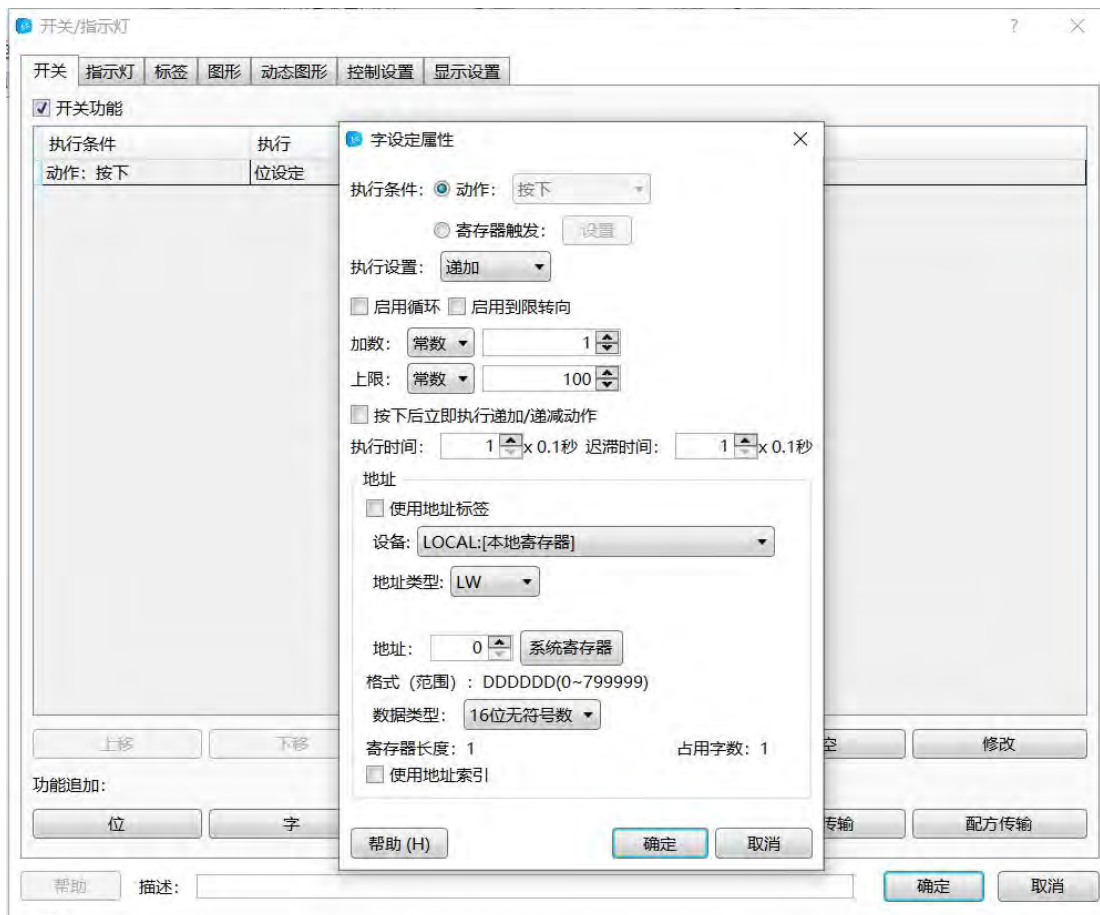 开关/指示灯
开关 指示灯 标签 图形 动态图形 控制设置 显示设置
开关功能
执行条件 执行
动作：按下 位设定
字设定属性
执行条件： 动作： 按下
寄存器触发： 设置
执行设置： 递加
启用循环 启用到限转向
加数： 常数 1
上限： 常数 100
按下后立即执行递加/递减动作
执行时间： 1 x 0.1秒 迟滞时间： 1 x 0.1秒
地址
使用地址标签
设备: LOCAL:[本地寄存器]
地址类型: LW
地址： 0 系统寄存器
格式（范围）：DDDDDD(0~799999)
数据类型： 16位无符号数
寄存器长度：1 占用字数：1
使用地址索引
帮助 (H) 确定 取消
上移 下移 空 修改
功能追加：
位 字 传输 配方传输
帮助 描述： 确定 取消